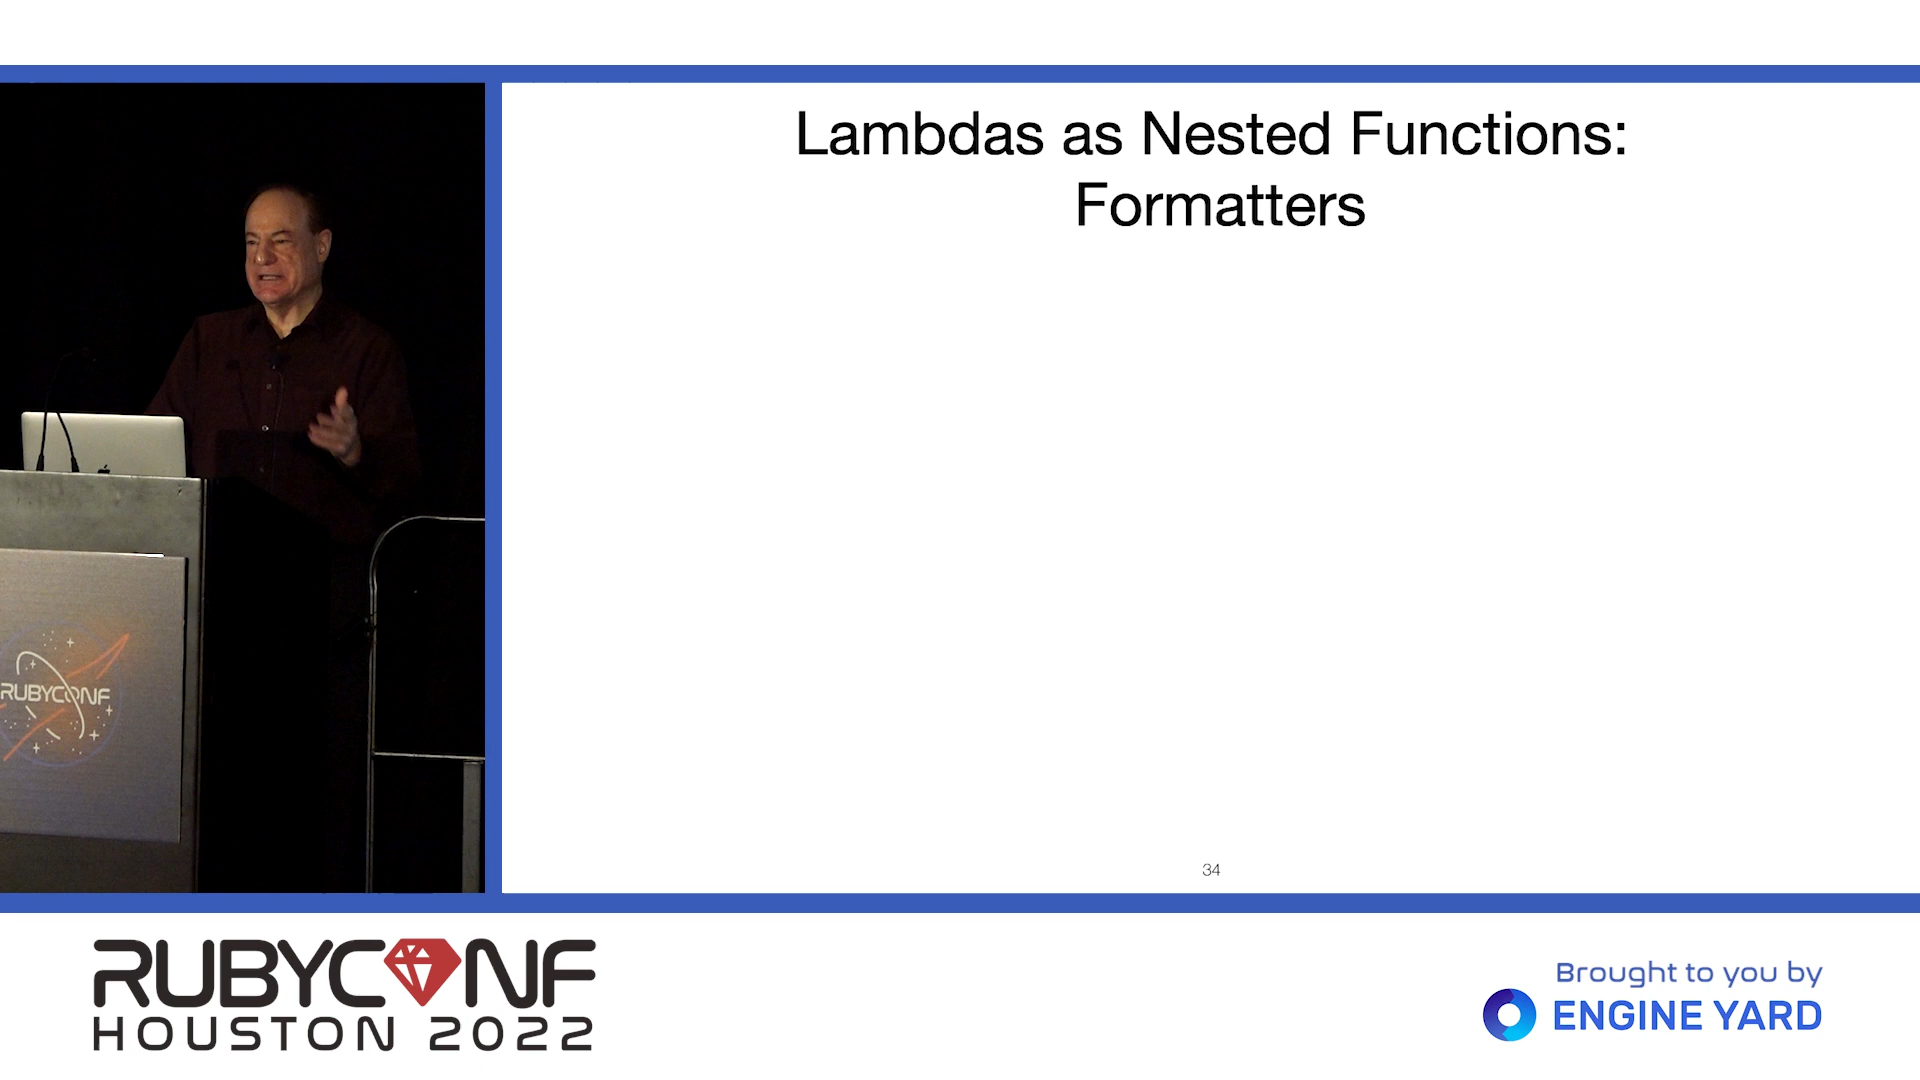 Lambdas as Nested Functions:
Formatters
34
RUBYCONF
RUBYCONF
HOUSTON 2022
Brought to you by
ENGINE YARD